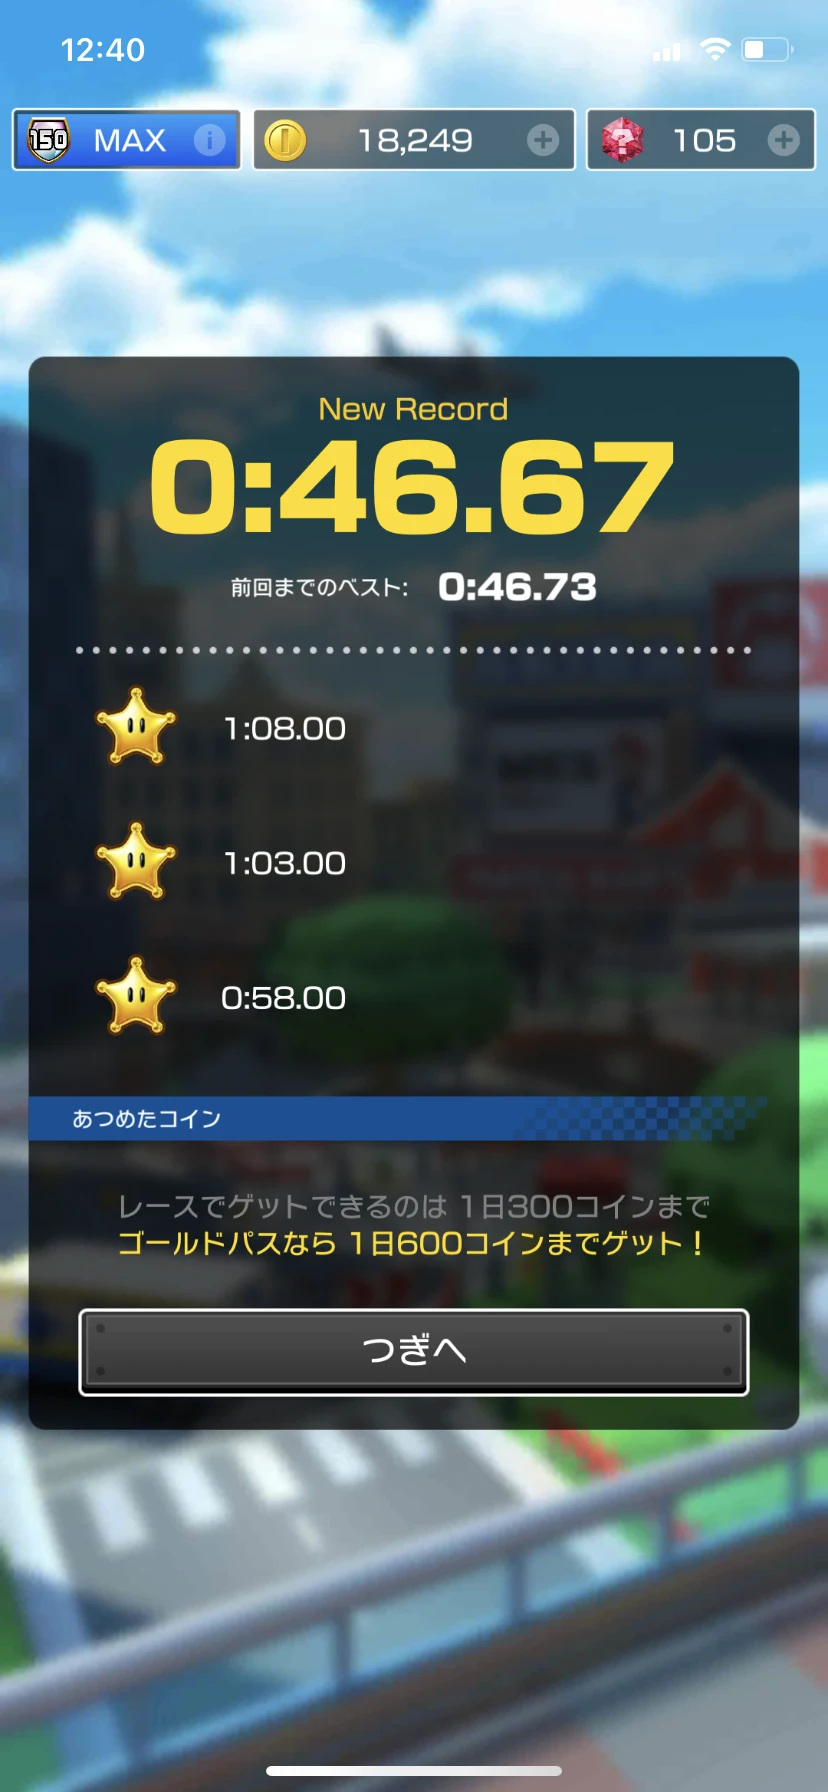 12:40
150 MAX i 18,249 + ? 105 +
New Record
0:46.67
前回までのベスト: 0:46.73
1:08.00
1:03.00
0:58.00
あつめたコイン
レースでゲットできるのは 1日300コインまで
ゴールドパスなら 1日600コインまでゲット！
つぎへ